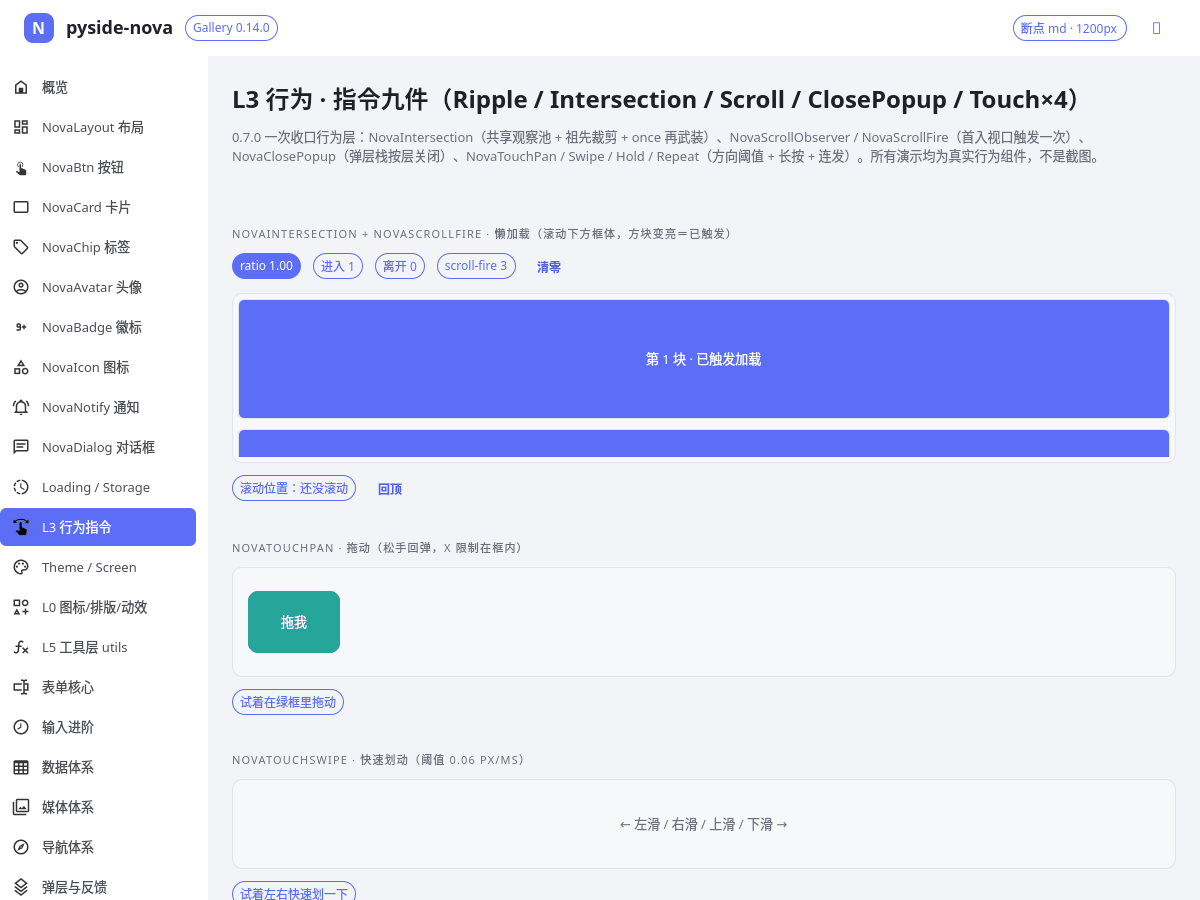 N
pyside-nova
Gallery 0.14.0
断点 md · 1200px
概览
NovaLayout 布局
NovaBtn 按钮
NovaCard 卡片
NovaChip 标签
NovaAvatar 头像
9+
NovaBadge 徽标
NovaIcon 图标
NovaNotify 通知
NovaDialog 对话框
Loading / Storage
L3 行为指令
Theme / Screen
L0 图标/排版/动效
L5 工具层 utils
表单核心
输入进阶
数据体系
媒体体系
导航体系
弹层与反馈
L3 行为 · 指令九件（Ripple / Intersection / Scroll / ClosePopup / Touch×4）
0.7.0 一次收口行为层：NovaIntersection（共享观察池 + 祖先裁剪 + once 再武装）、NovaScrollObserver / NovaScrollFire（首入视口触发一次）、
NovaClosePopup（弹层栈按层关闭）、NovaTouchPan / Swipe / Hold / Repeat（方向阈值 + 长按 + 连发）。所有演示均为真实行为组件，不是截图。
NOVAINTERSECTION + NOVASCROLLFIRE · 懒加载（滚动下方框体，方块变亮＝已触发）
ratio 1.00
进入 1
离开 0
scroll-fire 3
清零
第 1 块 · 已触发加载
滚动位置：还没滚动
回顶
NOVATOUCHPAN · 拖动（松手回弹，X 限制在框内）
拖我
试着在绿框里拖动
NOVATOUCHSWIPE · 快速划动（阈值 0.06 PX/MS）
← 左滑 / 右滑 / 上滑 / 下滑 →
试着左右快速划一下